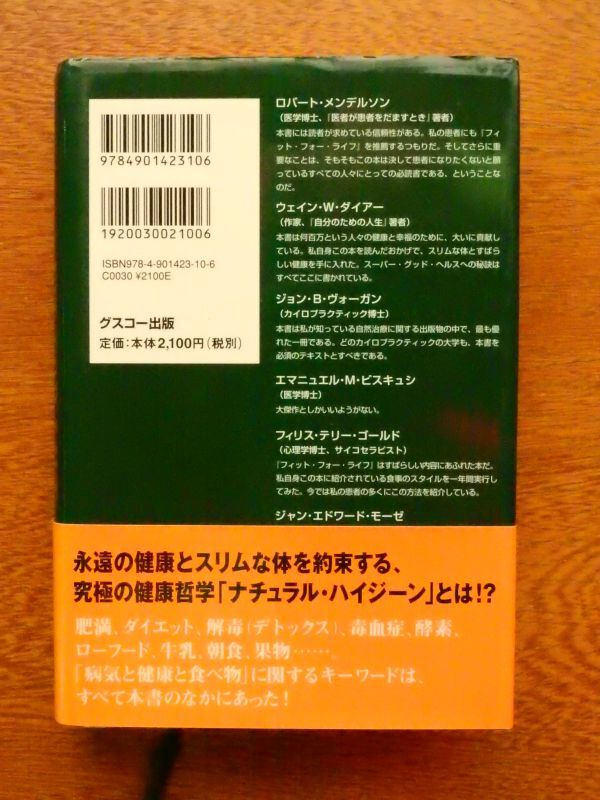 9784901423106
1920030021006
ISBN978-4-901423-10-6
C0030 ¥2100E
グスコー出版
定価：本体2,100円（税別）
ロバート・メンデルソン
（医学博士、『医者が患者をだますとき』著者）
本書には読者が求めている信頼性がある。私の患者にも『フィ
ット・フォー・ライフ』を推薦するつもりだ。そしてさらに重
要なことは、そもそもこの本は決して患者になりたくないと願
っているすべての人々にとっての必読書である、ということな
のだ。
ウェイン・W・ダイアー
（作家、『自分のための人生』著者）
本書は何百万という人々の健康と幸福のために、大いに貢献し
ている。私自身この本を読んだおかげで、スリムな体とすばら
しい健康を手に入れた。スーパー・グッド・ヘルスへの秘訣は
すべてここに書かれている。
ジョン・B・ヴォーガン
（カイロプラクティック博士）
本書は私が知っている自然治療に関する出版物の中で、最も優
れた一冊である。どのカイロプラクティックの大学も、本書を
必須のテキストとすべきである。
エマニュエル・M・ビスキュシ
（医学博士）
大傑作としかいいようがない。
フィリス・テリー・ゴールド
（心理学博士、サイコセラピスト）
『フィット・フォー・ライフ』はすばらしい内容にあふれた本だ。
私自身この本に紹介されている食事のスタイルを一年間実行し
てみた。今では私の患者の多くにこの方法を紹介している。
ジャン・エドワード・モーゼ
永遠の健康とスリムな体を約束する、
究極の健康哲学「ナチュラル・ハイジーン」とは!?
肥満、ダイエット、解毒（デトックス）、毒血症、酵素、
ローフード、牛乳、朝食、果物……。
「病気と健康と食べ物」に関するキーワードは、
すべて本書のなかにあった！